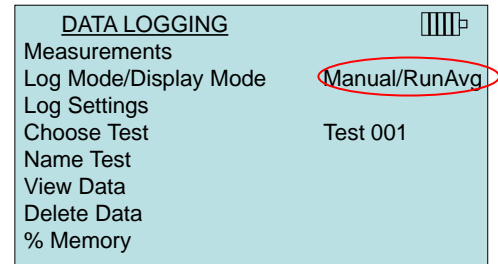 DATA LOGGING
Measurements
Log Mode/Display Mode Manual/RunAvg
Log Settings
Choose Test Test 001
Name Test
View Data
Delete Data
% Memory